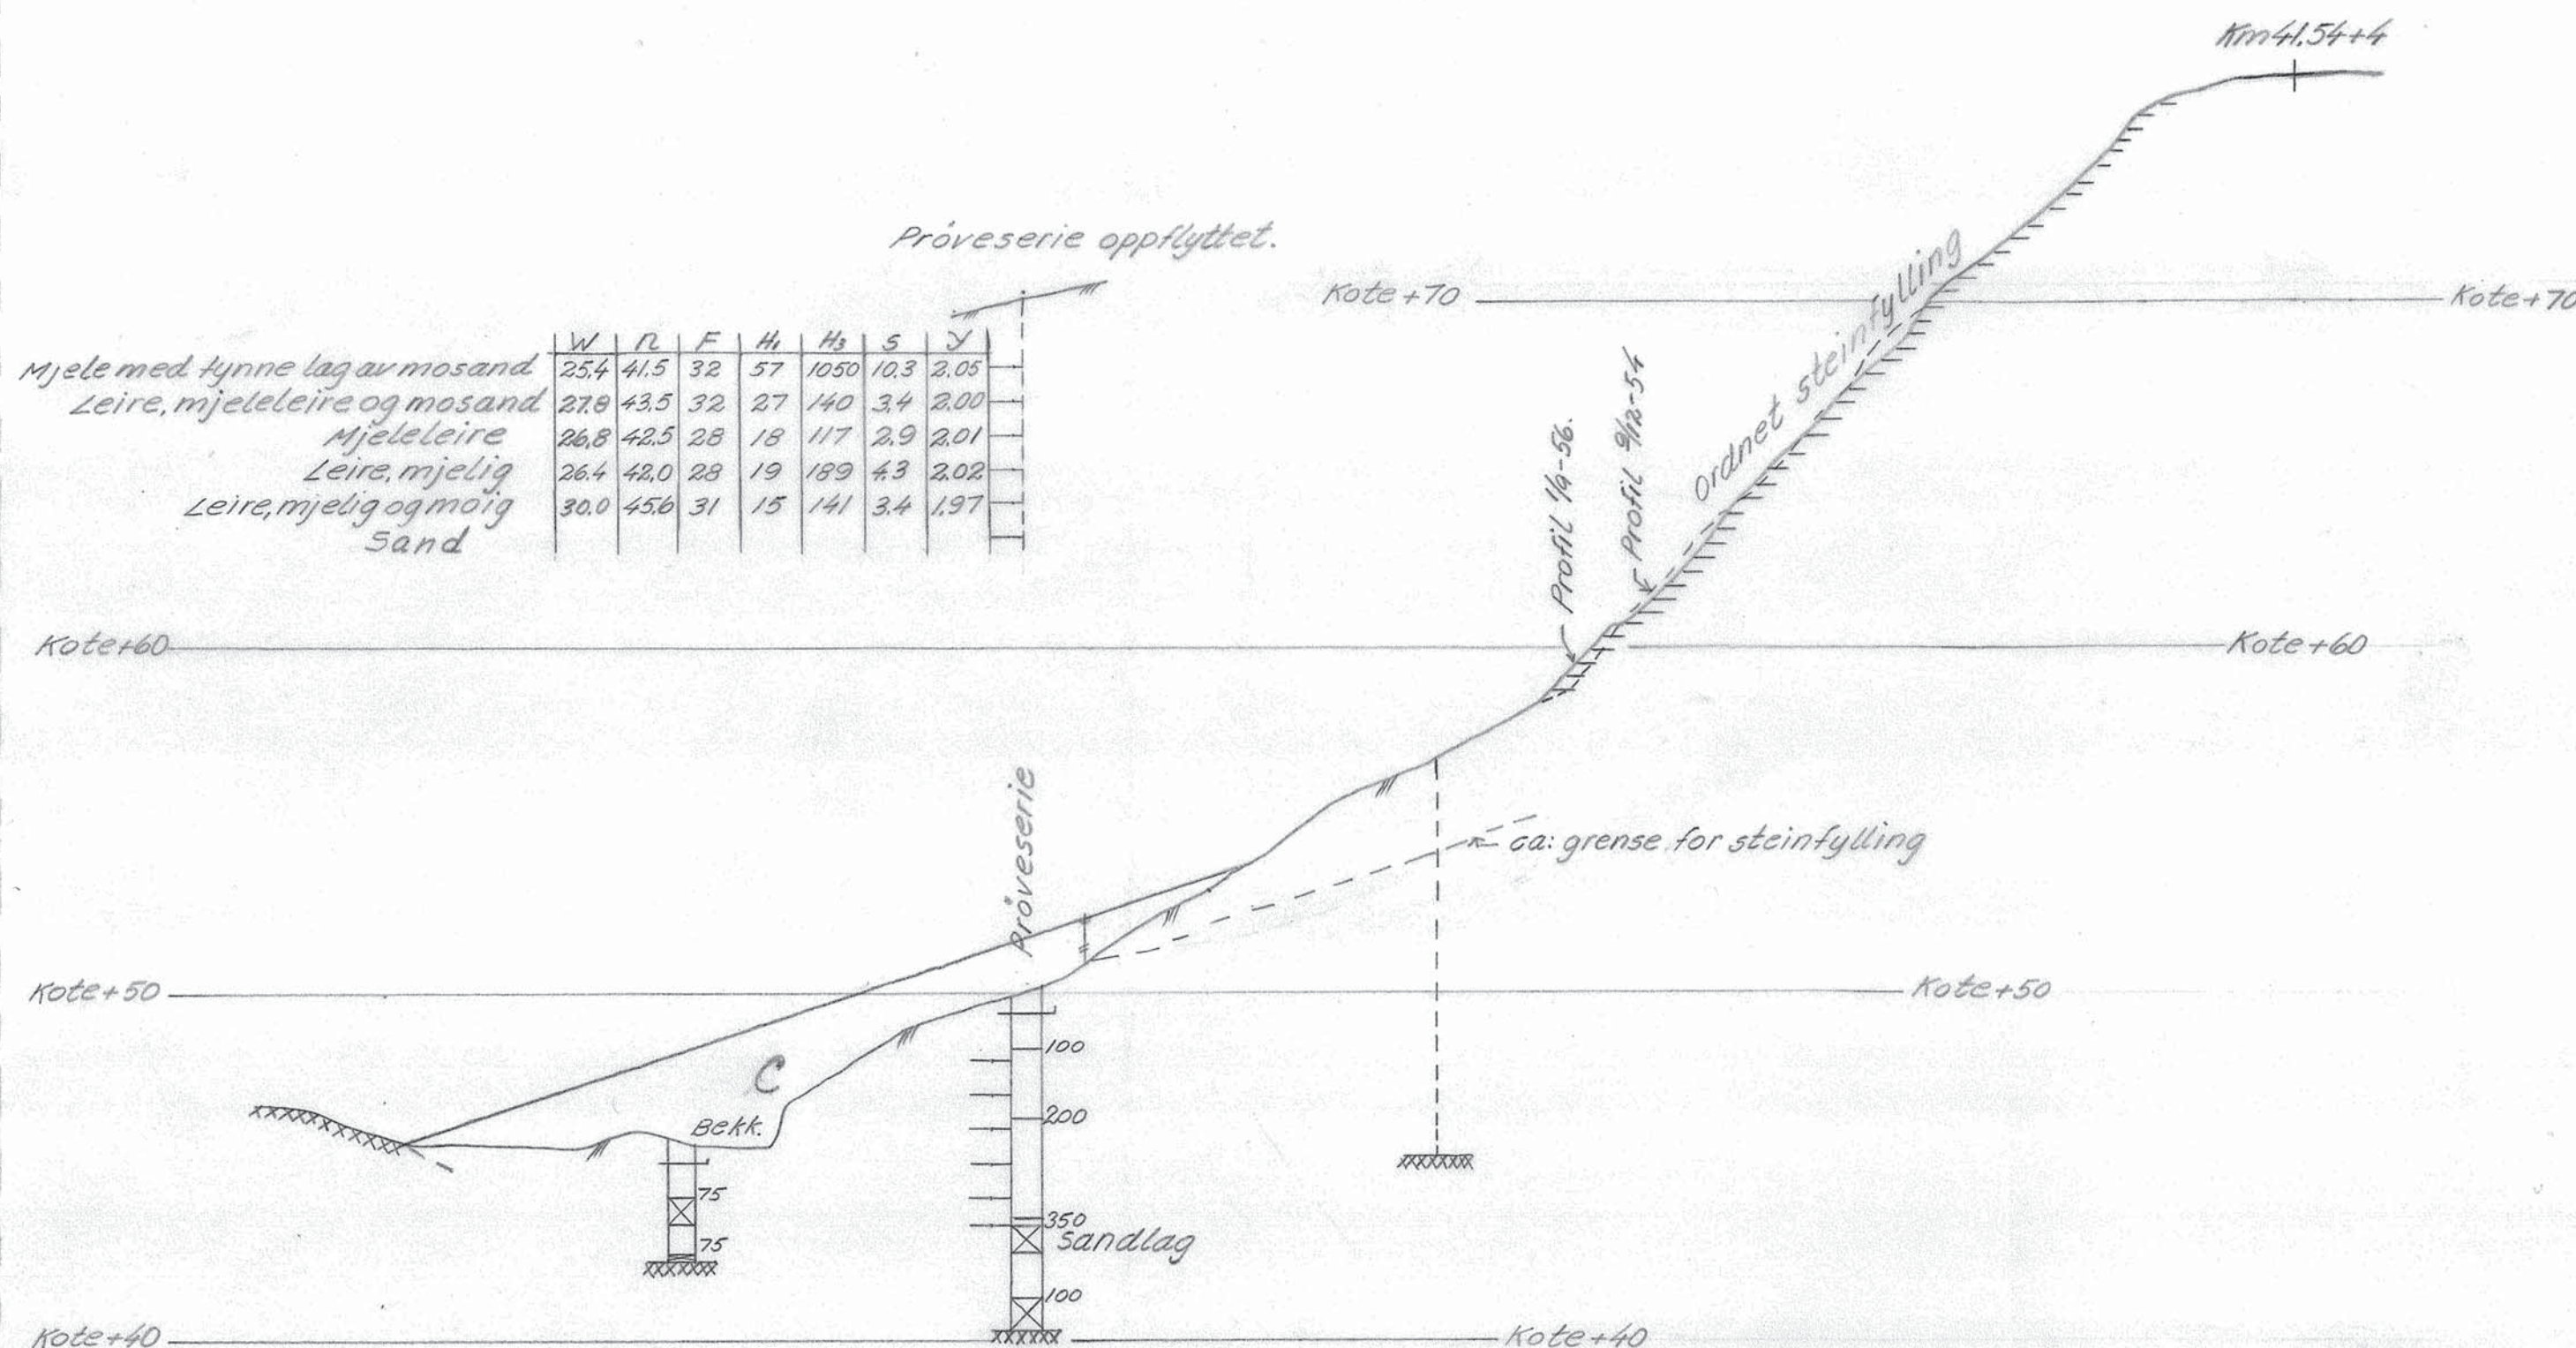 Km 41.54+4
Prøveserie oppflyttet.
Kote +70
Kote +70
W n F H₁ H₃ S γ
Mjele med tynne lag av mosand 25.4 41.5 32 57 1050 10.3 2.05
Leire, mjeleleire og mosand 27.8 43.5 32 27 140 3.4 2.00
Mjeleleire 26.8 42.5 28 18 117 2.9 2.01
Leire, mjelig 26.4 42.0 28 19 189 4.3 2.02
Leire, mjelig og moig 30.0 45.6 31 15 141 3.4 1.97
Sand
Ordnet steinfylling
Profil 1/9-56.
Profil 9/12-54
Kote+60
Kote +60
Prøveserie
ca: grense for steinfylling
Kote+50
Kote+50
C
Bekk.
100
200
75
75
350
Sandlag
100
Kote+40
Kote+40